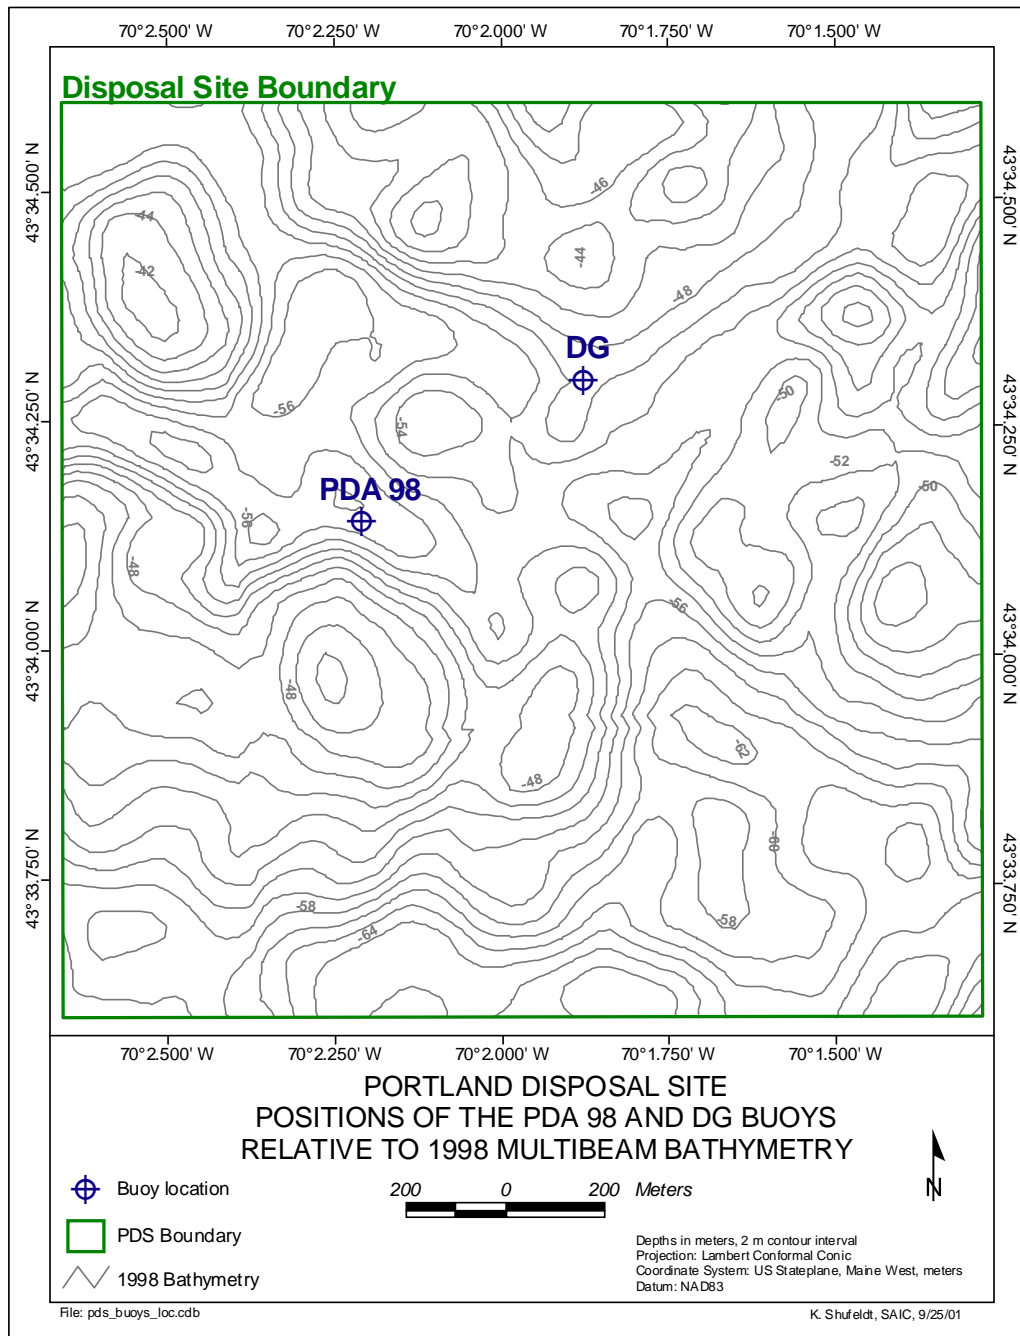 70°2.500' W 70°2.250' W 70°2.000' W 70°1.750' W 70°1.500' W
Disposal Site Boundary
43°34.500' N
43°34.500' N
-46
-44
-44
-42
-48
DG
-50
-56
43°34.250' N
43°34.250' N
-54
-52
-50
PDA 98
-56
-48
-56
43°34.000' N
43°34.000' N
-48
-62
-48
-60
43°33.750' N
43°33.750' N
-58
-58
-64
70°2.500' W 70°2.250' W 70°2.000' W 70°1.750' W 70°1.500' W
PORTLAND DISPOSAL SITE
POSITIONS OF THE PDA 98 AND DG BUOYS
RELATIVE TO 1998 MULTIBEAM BATHYMETRY
N
Buoy location
200 0 200 Meters
PDS Boundary
1998 Bathymetry
Depths in meters, 2 m contour interval
Projection: Lambert Conformal Conic
Coordinate System: US Stateplane, Maine West, meters
Datum: NAD83
File: pds_buoys_loc.cdb
K. Shufeldt, SAIC, 9/25/01